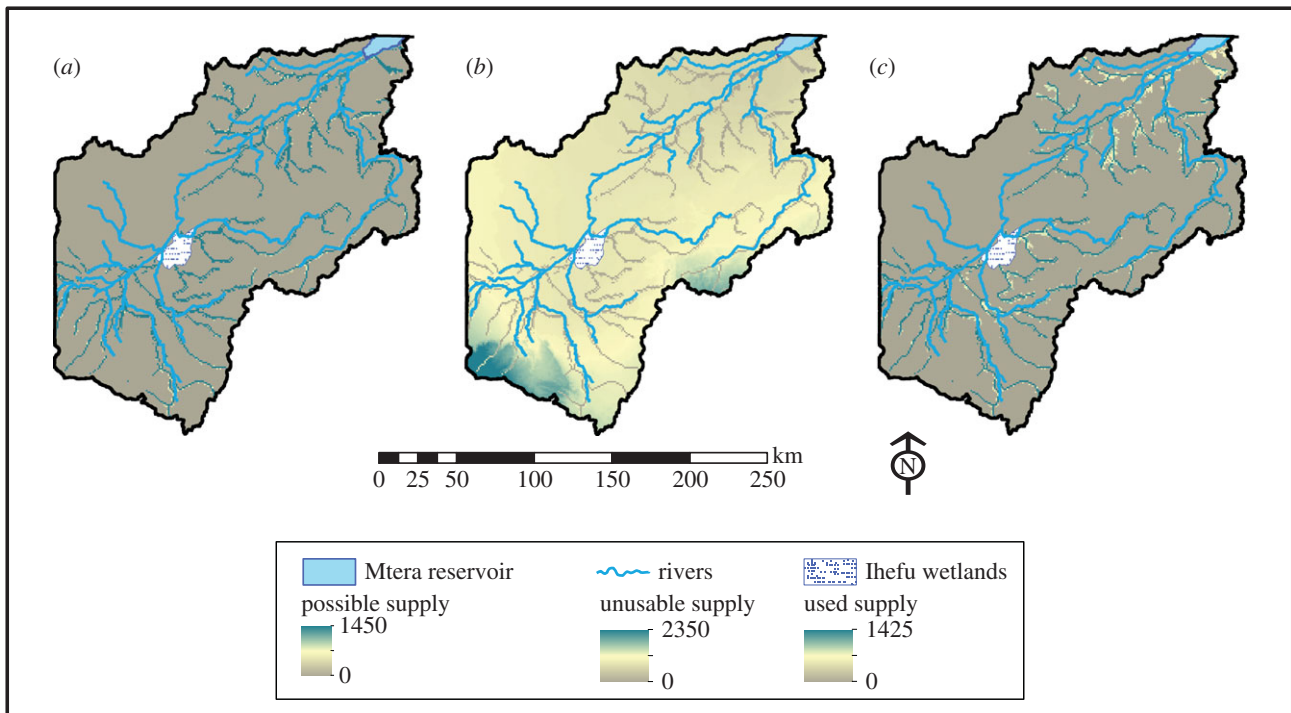 (a)
(b)
(c)
km
0 25 50 100 150 200 250
N
Mtera reservoir rivers Ihefu wetlands
possible supply unusable supply used supply
1450 2350 1425
0 0 0